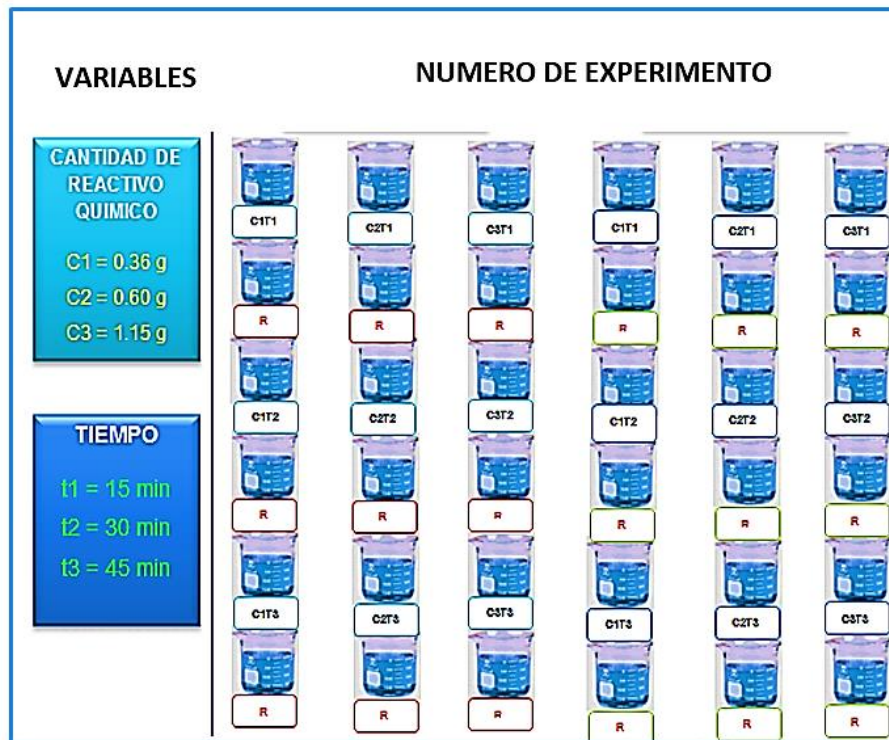 VARIABLES
NUMERO DE EXPERIMENTO
CANTIDAD DE
REACTIVO
QUIMICO
C1 = 0.36 g
C2 = 0.60 g
C3 = 1.15 g
TIEMPO
t1 = 15 min
t2 = 30 min
t3 = 45 min
C1T1 C2T1 C3T1 C1T1 C2T1 C3T1
R R R R R R
C1T2 C2T2 C3T2 C1T2 C2T2 C3T2
R R R R R R
C1T3 C2T3 C3T3 C1T3 C2T3 C3T3
R R R R R R